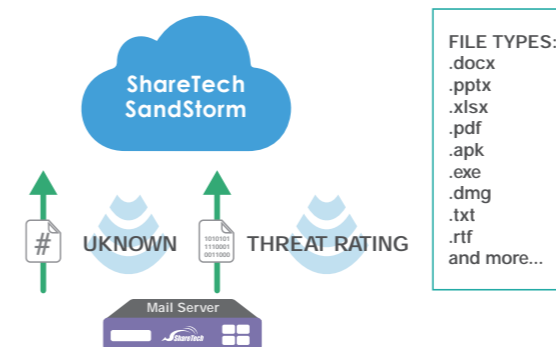 ShareTech
SandStorm
#
UKNOWN
1010101
1110001
0011000
THREAT RATING
Mail Server
ShareTech
FILE TYPES:
.docx
.pptx
.xlsx
.pdf
.apk
.exe
.dmg
.txt
.rtf
and more...